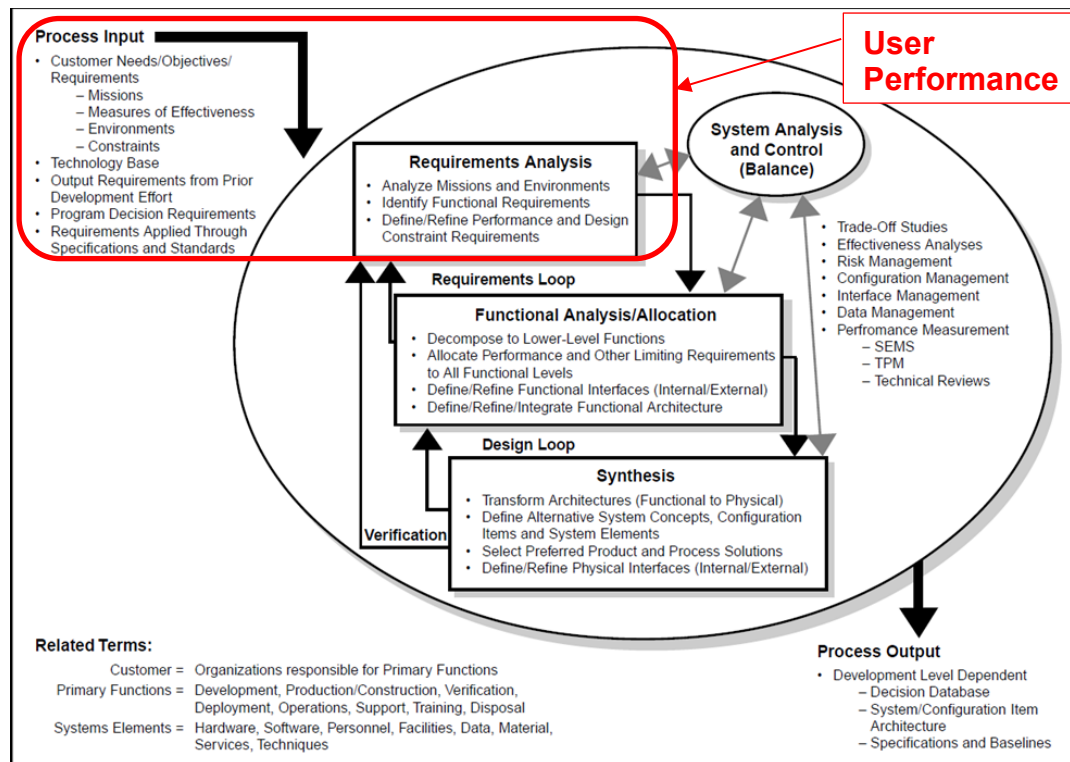 Process Input
• Customer Needs/Objectives/
Requirements
– Missions
– Measures of Effectiveness
– Environments
– Constraints
• Technology Base
• Output Requirements from Prior
Development Effort
• Program Decision Requirements
• Requirements Applied Through
Specifications and Standards
User
Performance
System Analysis
and Control
(Balance)
Requirements Analysis
• Analyze Missions and Environments
• Identify Functional Requirements
• Define/Refine Performance and Design
Constraint Requirements
• Trade-Off Studies
• Effectiveness Analyses
• Risk Management
• Configuration Management
• Interface Management
• Data Management
• Perfromance Measurement
– SEMS
– TPM
– Technical Reviews
Requirements Loop
Functional Analysis/Allocation
• Decompose to Lower-Level Functions
• Allocate Performance and Other Limiting Requirements
to All Functional Levels
• Define/Refine Functional Interfaces (Internal/External)
• Define/Refine/Integrate Functional Architecture
Design Loop
Synthesis
• Transform Architectures (Functional to Physical)
• Define Alternative System Concepts, Configuration
Items and System Elements
• Select Preferred Product and Process Solutions
• Define/Refine Physical Interfaces (Internal/External)
Verification
Related Terms:
Customer = Organizations responsible for Primary Functions
Primary Functions = Development, Production/Construction, Verification,
Deployment, Operations, Support, Training, Disposal
Systems Elements = Hardware, Software, Personnel, Facilities, Data, Material,
Services, Techniques
Process Output
• Development Level Dependent
– Decision Database
– System/Configuration Item
Architecture
– Specifications and Baselines